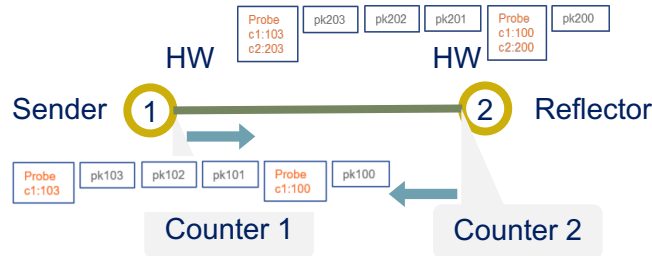 Probe
c1:103
c2:203
pk203
pk202
pk201
Probe
c1:100
c2:200
pk200
HW
HW
Sender
1
2
Reflector
Probe
c1:103
pk103
pk102
pk101
Probe
c1:100
pk100
Counter 1
Counter 2